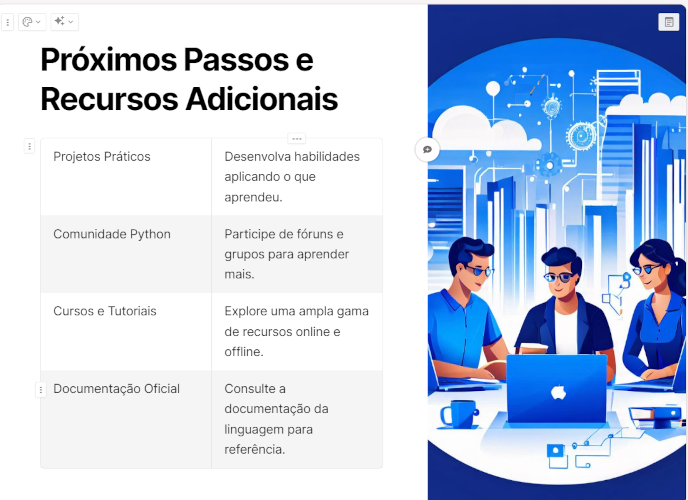 Próximos Passos e
Recursos Adicionais
Projetos Práticos
Desenvolva habilidades
aplicando o que
aprendeu.
Comunidade Python
Participe de fóruns e
grupos para aprender
mais.
Cursos e Tutoriais
Explore uma ampla gama
de recursos online e
offline.
Documentação Oficial
Consulte a
documentação da
linguagem para
referência.